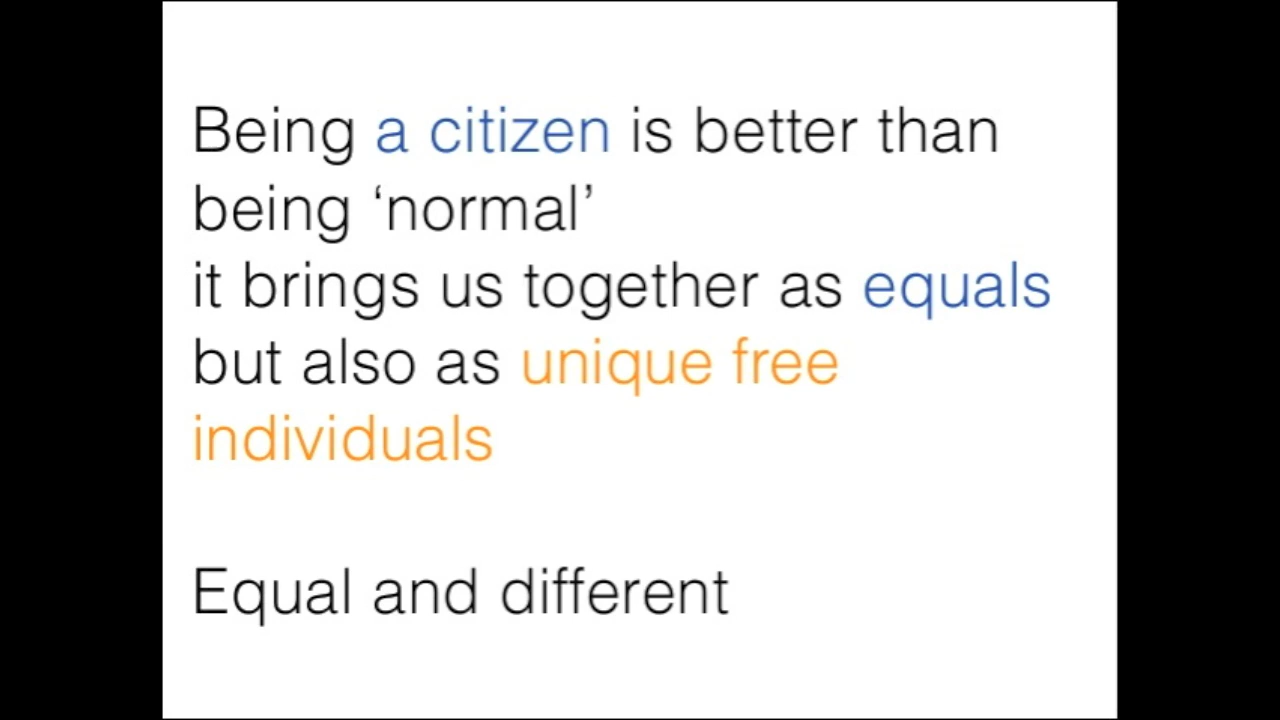 Being a citizen is better than
being ‘normal’
it brings us together as equals
but also as unique free
individuals
Equal and different